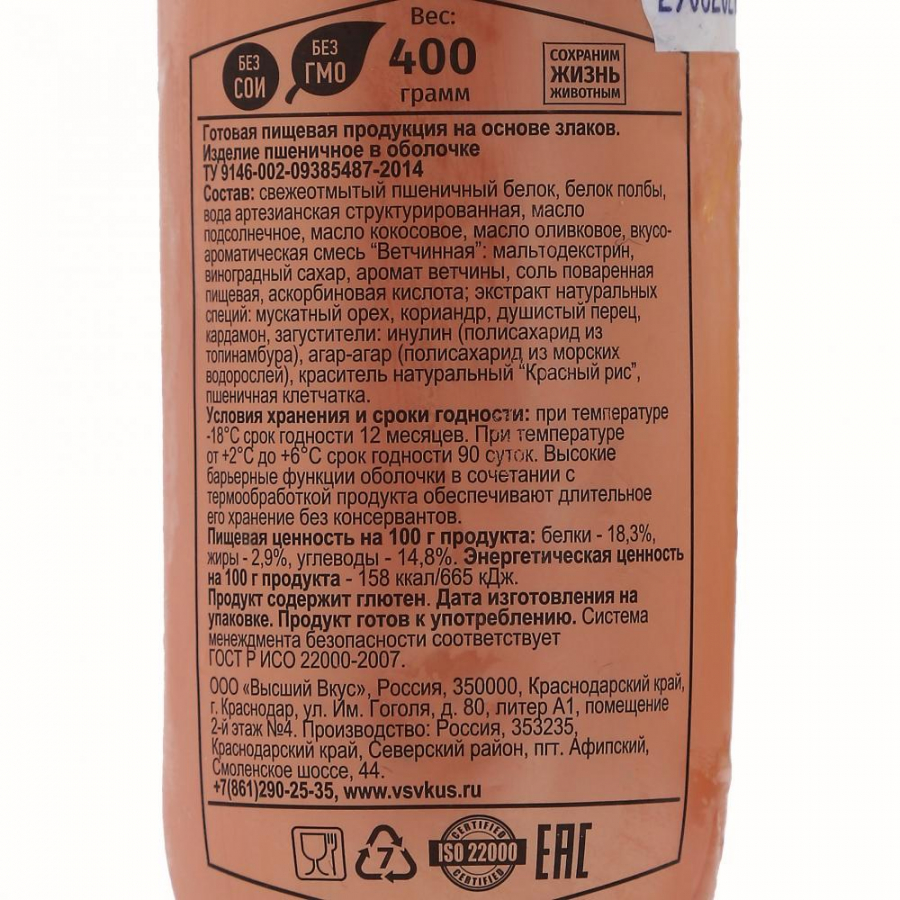 Вес:
БЕЗ СОИ
БЕЗ ГМО
400
грамм
СОХРАНИМ
ЖИЗНЬ
ЖИВОТНЫМ
Готовая пищевая продукция на основе злаков.
Изделие пшеничное в оболочке
ТУ 9146-002-09385487-2014
Состав: свежеотмытый пшеничный белок, белок полбы,
вода артезианская структурированная, масло
подсолнечное, масло кокосовое, масло оливковое, вкусо-
ароматическая смесь “Ветчинная”: мальтодекстрин,
виноградный сахар, аромат ветчины, соль поваренная
пищевая, аскорбиновая кислота; экстракт натуральных
специй: мускатный орех, кориандр, душистый перец,
кардамон, загустители: инулин (полисахарид из
топинамбура), агар-агар (полисахарид из морских
водорослей), краситель натуральный “Красный рис”,
пшеничная клетчатка.
Условия хранения и сроки годности: при температуре
-18°С срок годности 12 месяцев. При температуре
от +2°С до +6°С срок годности 90 суток. Высокие
барьерные функции оболочки в сочетании с
термообработкой продукта обеспечивают длительное
его хранение без консервантов.
Пищевая ценность на 100 г продукта: белки - 18,3%,
жиры - 2,9%, углеводы - 14,8%. Энергетическая ценность
на 100 г продукта - 158 ккал/665 кДж.
Продукт содержит глютен. Дата изготовления на
упаковке. Продукт готов к употреблению. Система
менеждмента безопасности соответствует
ГОСТ Р ИСО 22000-2007.
ООО «Высший Вкус», Россия, 350000, Краснодарский край,
г. Краснодар, ул. Им. Гоголя, д. 80, литер А1, помещение
2-й этаж №4. Производство: Россия, 353235,
Краснодарский край, Северский район, пгт. Афипский,
Смоленское шоссе, 44.
+7(861)290-25-35, www.vsvkus.ru
7
CERTIFIED
ISO 22000
CERTIFIED
ЕАС